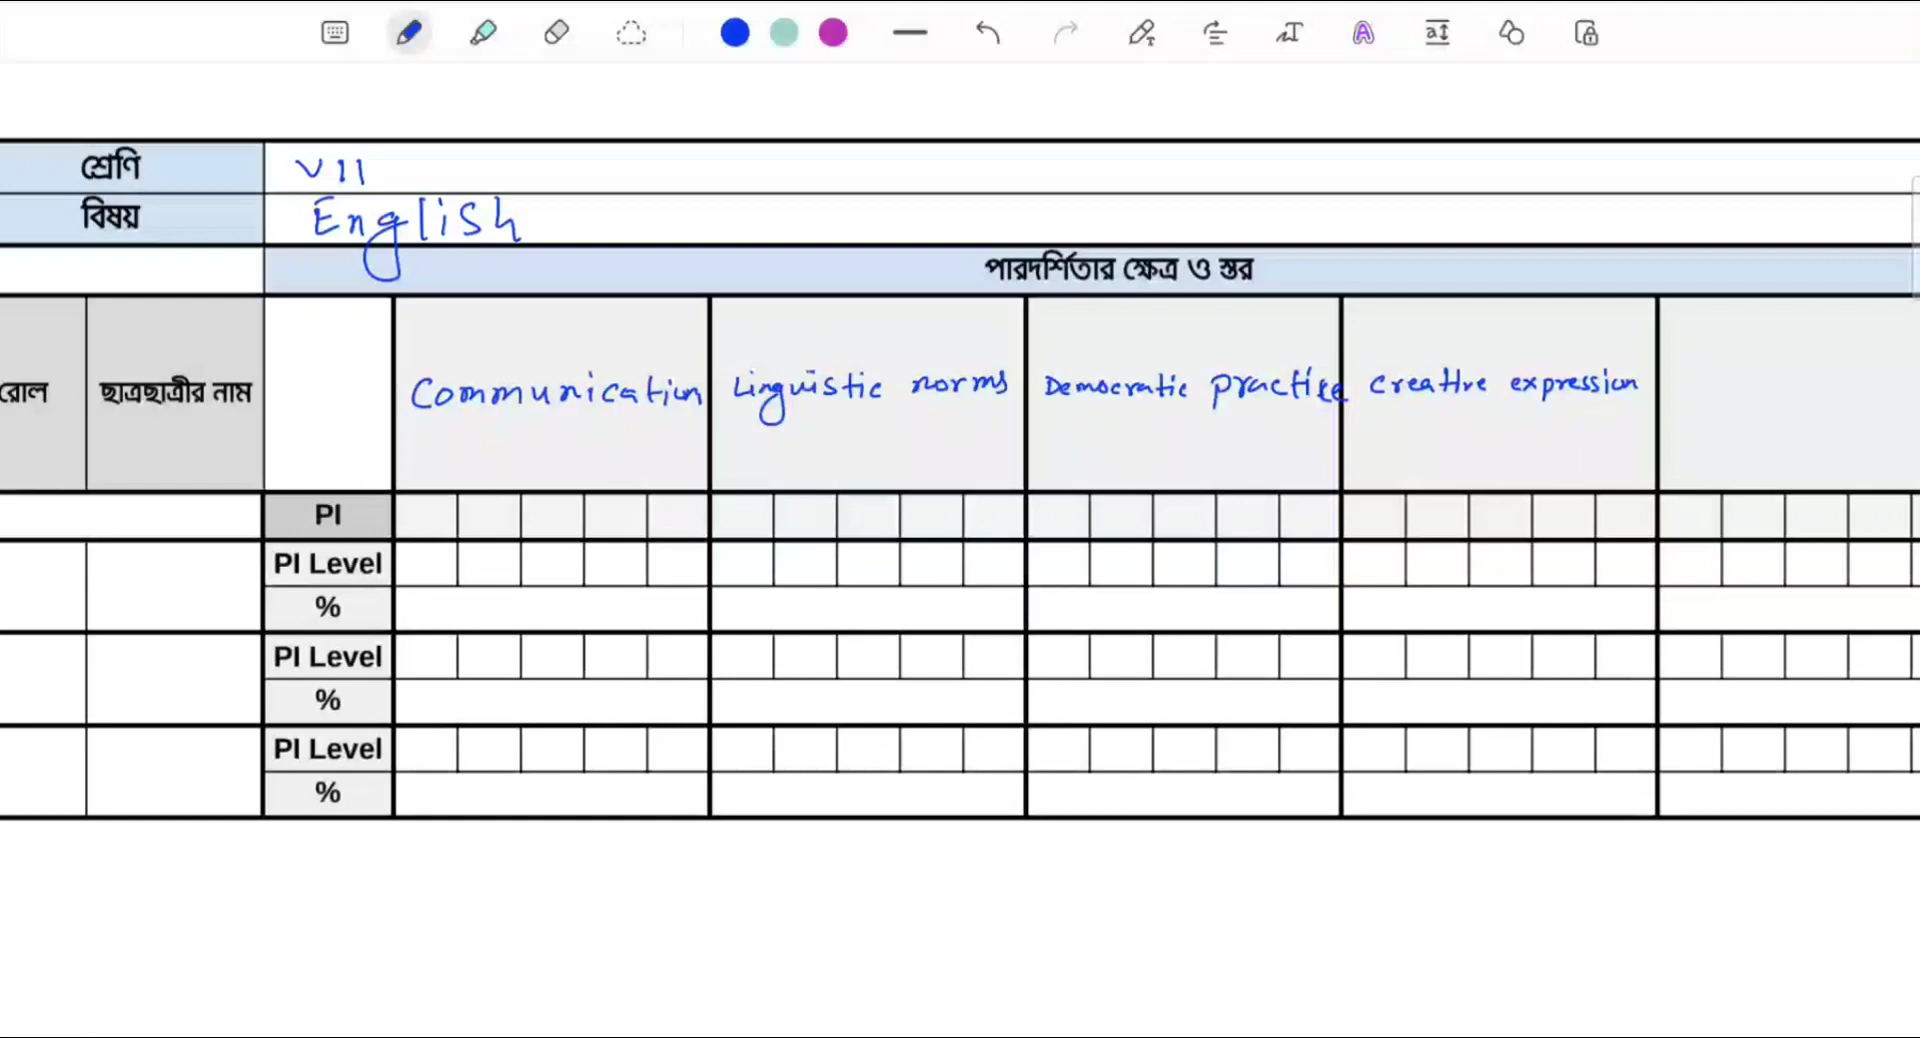 শ্রেণি VII
বিষয় English
পারদর্শিতার ক্ষেত্র ও স্তর
রোল ছাত্রছাত্রীর নাম Communication Linguistic norms Democratic practice Creative expression
PI
PI Level
%
PI Level
%
PI Level
%